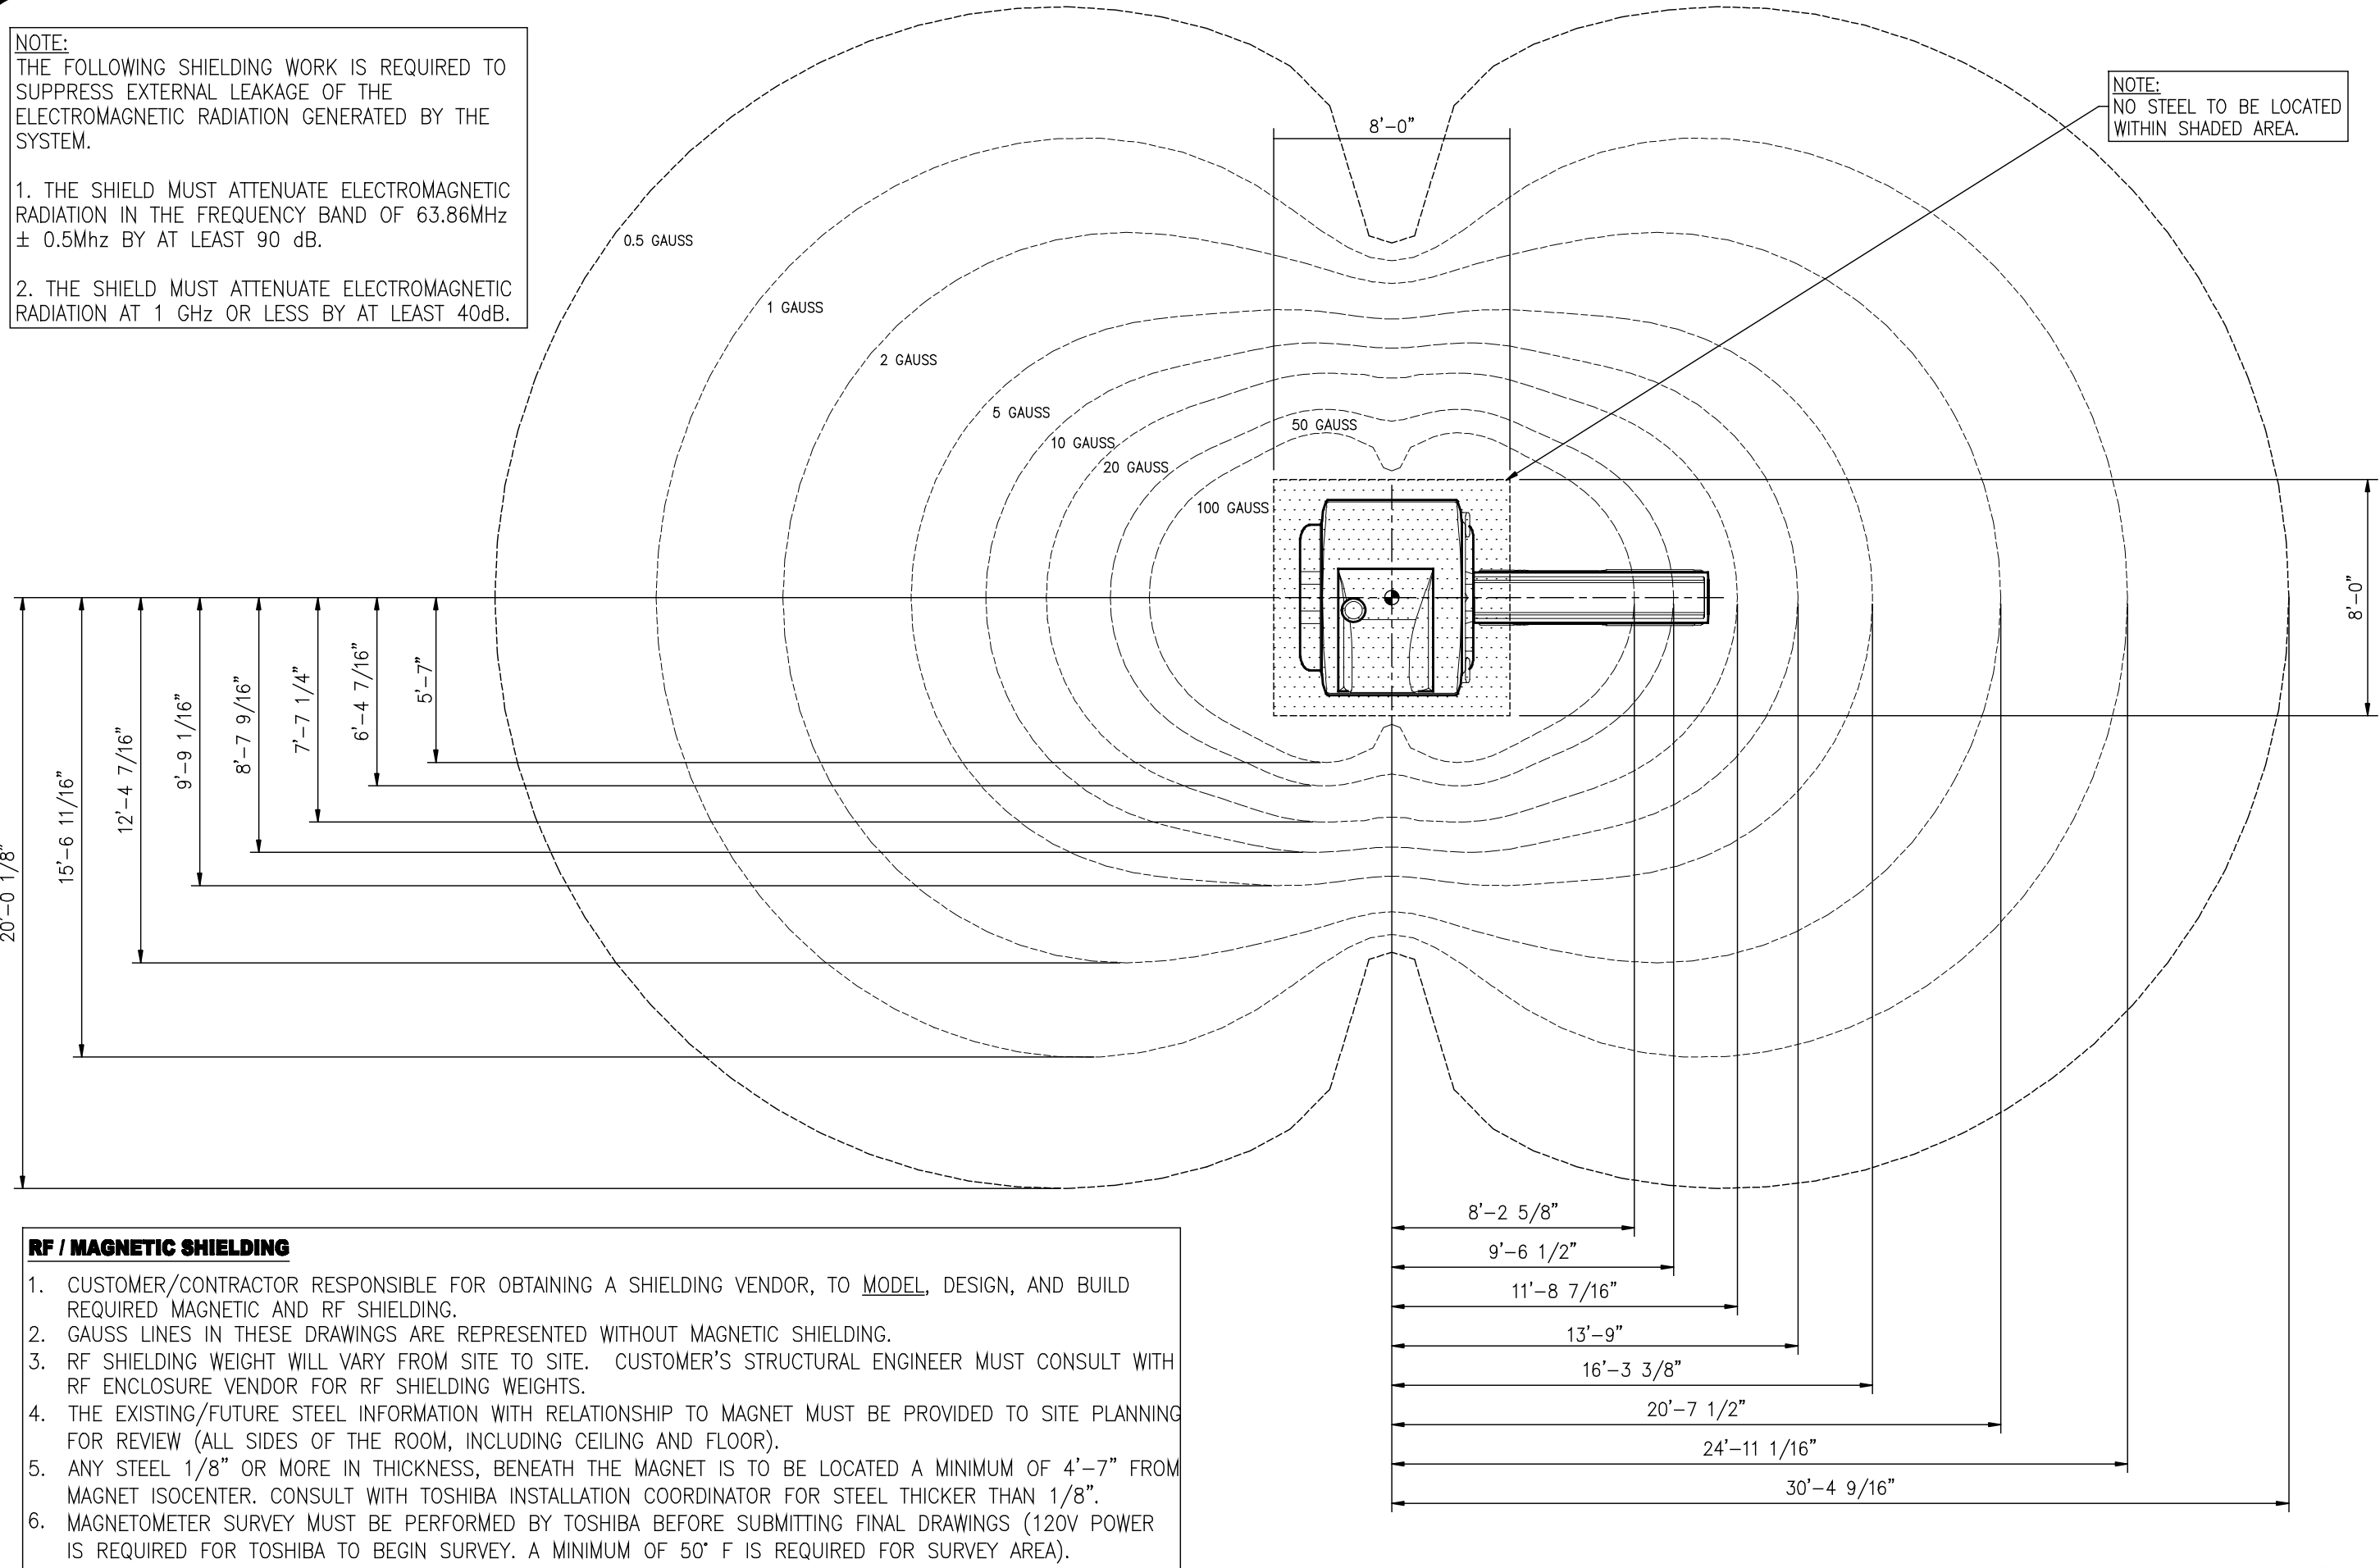 NOTE:
THE FOLLOWING SHIELDING WORK IS REQUIRED TO
SUPPRESS EXTERNAL LEAKAGE OF THE
ELECTROMAGNETIC RADIATION GENERATED BY THE
SYSTEM.
1. THE SHIELD MUST ATTENUATE ELECTROMAGNETIC
RADIATION IN THE FREQUENCY BAND OF 63.86MHz
± 0.5Mhz BY AT LEAST 90 dB.
2. THE SHIELD MUST ATTENUATE ELECTROMAGNETIC
RADIATION AT 1 GHz OR LESS BY AT LEAST 40dB.
NOTE:
NO STEEL TO BE LOCATED
WITHIN SHADED AREA.
8'-0"
0.5 GAUSS
1 GAUSS
2 GAUSS
5 GAUSS
10 GAUSS
20 GAUSS
50 GAUSS
100 GAUSS
8'-0"
20'-0 1/8"
15'-6 11/16"
12'-4 7/16"
9'-9 1/16"
8'-7 9/16"
7'-7 1/4"
6'-4 7/16"
5'-7"
8'-2 5/8"
9'-6 1/2"
11'-8 7/16"
13'-9"
16'-3 3/8"
20'-7 1/2"
24'-11 1/16"
30'-4 9/16"
RF / MAGNETIC SHIELDING
1. CUSTOMER/CONTRACTOR RESPONSIBLE FOR OBTAINING A SHIELDING VENDOR, TO MODEL, DESIGN, AND BUILD
REQUIRED MAGNETIC AND RF SHIELDING.
2. GAUSS LINES IN THESE DRAWINGS ARE REPRESENTED WITHOUT MAGNETIC SHIELDING.
3. RF SHIELDING WEIGHT WILL VARY FROM SITE TO SITE. CUSTOMER'S STRUCTURAL ENGINEER MUST CONSULT WITH
RF ENCLOSURE VENDOR FOR RF SHIELDING WEIGHTS.
4. THE EXISTING/FUTURE STEEL INFORMATION WITH RELATIONSHIP TO MAGNET MUST BE PROVIDED TO SITE PLANNING
FOR REVIEW (ALL SIDES OF THE ROOM, INCLUDING CEILING AND FLOOR).
5. ANY STEEL 1/8" OR MORE IN THICKNESS, BENEATH THE MAGNET IS TO BE LOCATED A MINIMUM OF 4'-7" FROM
MAGNET ISOCENTER. CONSULT WITH TOSHIBA INSTALLATION COORDINATOR FOR STEEL THICKER THAN 1/8".
6. MAGNETOMETER SURVEY MUST BE PERFORMED BY TOSHIBA BEFORE SUBMITTING FINAL DRAWINGS (120V POWER
IS REQUIRED FOR TOSHIBA TO BEGIN SURVEY. A MINIMUM OF 50° F IS REQUIRED FOR SURVEY AREA).